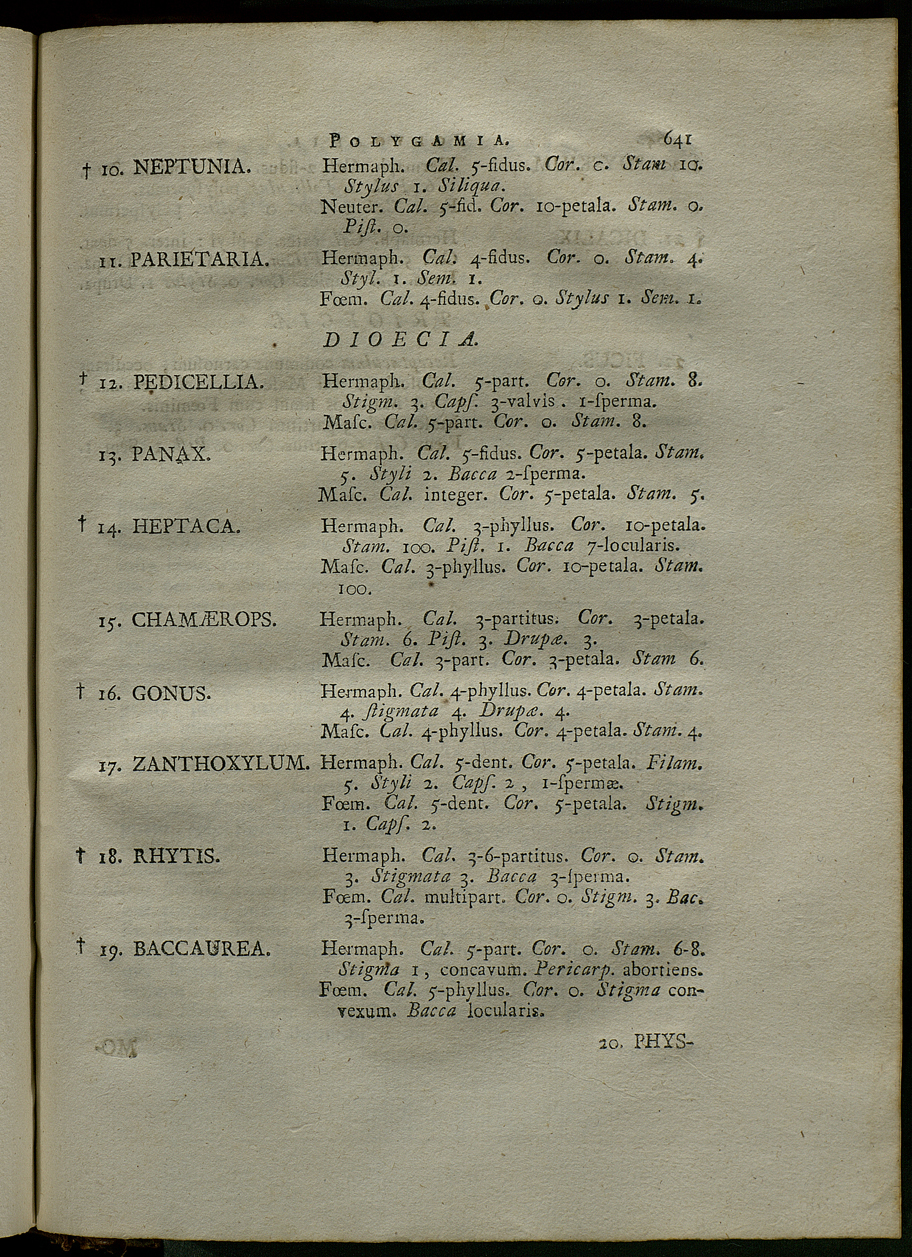 POLYGAMIA. 641
† 10. NEPTUNIA. Hermaph. Cal. 5-fidus. Cor. c. Stam 10.
Stylus 1. Siliqua.
Neuter. Cal. 5-fid. Cor. 10-petala. Stam. 0.
Piſt. 0.
11. PARIETARIA. Hermaph. Cal. 4-fidus. Cor. 0. Stam. 4.
Styl. 1. Sem. 1.
Fœm. Cal. 4-fidus. Cor. 0. Stylus 1. Sem. 1.
DIOECIA.
† 12. PEDICELLIA. Hermaph. Cal. 5-part. Cor. 0. Stam. 8.
Stigm. 3. Capſ. 3-valvis. 1-ſperma.
Maſc. Cal. 5-part. Cor. 0. Stam. 8.
13. PANAX. Hermaph. Cal. 5-fidus. Cor. 5-petala. Stam.
5. Styli 2. Bacca 2-ſperma.
Maſc. Cal. integer. Cor. 5-petala. Stam. 5.
† 14. HEPTACA. Hermaph. Cal. 3-phyllus. Cor. 10-petala.
Stam. 100. Piſt. 1. Bacca 7-locularis.
Maſc. Cal. 3-phyllus. Cor. 10-petala. Stam.
100.
15. CHAMÆROPS. Hermaph. Cal. 3-partitus. Cor. 3-petala.
Stam. 6. Piſt. 3. Drupæ. 3.
Maſc. Cal. 3-part. Cor. 3-petala. Stam 6.
† 16. GONUS. Hermaph. Cal. 4-phyllus. Cor. 4-petala. Stam.
4. ſtigmata 4. Drupæ. 4.
Maſc. Cal. 4-phyllus. Cor. 4-petala. Stam. 4.
17. ZANTHOXYLUM. Hermaph. Cal. 5-dent. Cor. 5-petala. Filam.
5. Styli 2. Capſ. 2, 1-ſpermæ.
Fœm. Cal. 5-dent. Cor. 5-petala. Stigm.
1. Capſ. 2.
† 18. RHYTIS. Hermaph. Cal. 3-6-partitus. Cor. 0. Stam.
3. Stigmata 3. Bacca 3-ſperma.
Fœm. Cal. multipart. Cor. 0. Stigm. 3. Bac.
3-ſperma.
† 19. BACCAUREA. Hermaph. Cal. 5-part. Cor. 0. Stam. 6-8.
Stigma 1, concavum. Pericarp. abortiens.
Fœm. Cal. 5-phyllus. Cor. 0. Stigma con-
vexum. Bacca locularis.
20. PHYS-